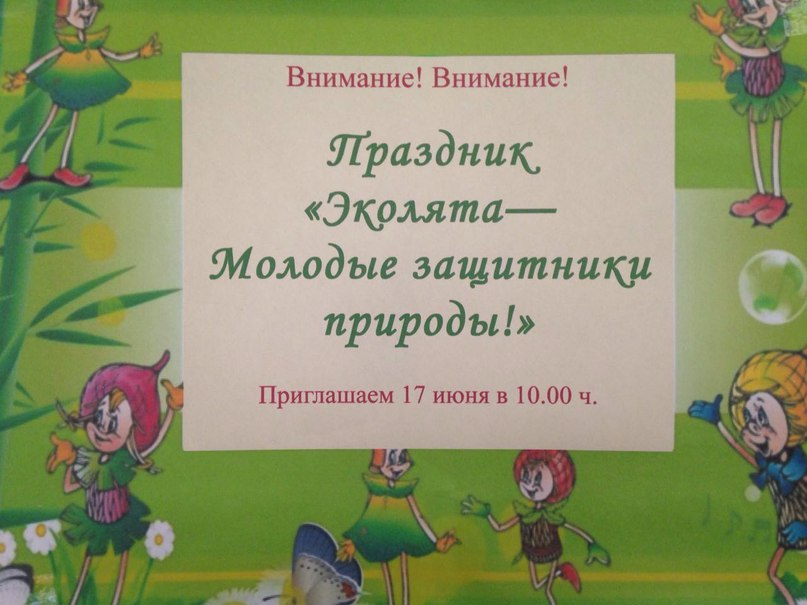 Внимание! Внимание!
Праздник
«Эколята—
Молодые защитники
природы!»
Приглашаем 17 июня в 10.00 ч.